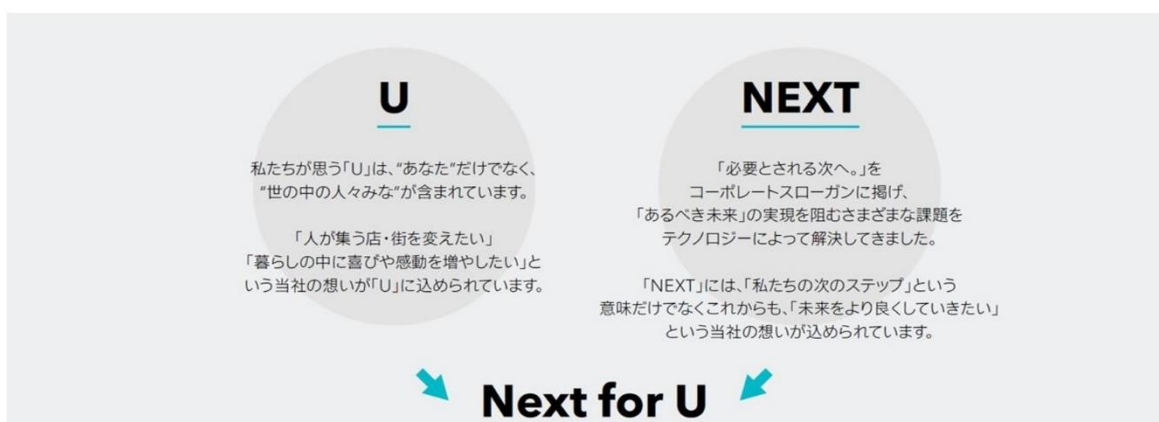 U
私たちが思う「U」は、“あなた”だけでなく、
“世の中の人々みな”が含まれています。
「人が集う店・街を変えたい」
「暮らしの中に喜びや感動を増やしたい」と
いう当社の想いが「U」に込められています。
NEXT
「必要とされる次へ。」を
コーポレートスローガンに掲げ、
「あるべき未来」の実現を阻むさまざまな課題を
テクノロジーによって解決してきました。
「NEXT」には、「私たちの次のステップ」という
意味だけでなくこれからも、「未来をより良くしていきたい」
という当社の想いが込められています。
Next for U